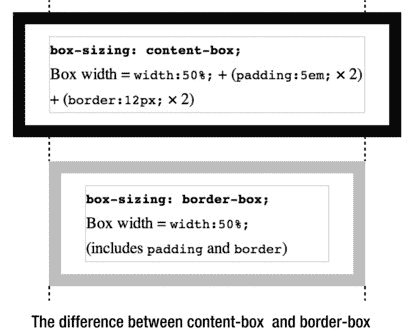 box-sizing: content-box;
Box width = width:50%; + (padding:5em; × 2)
+ (border:12px; × 2)
box-sizing: border-box;
Box width = width:50%;
(includes padding and border)
The difference between content-box and border-box